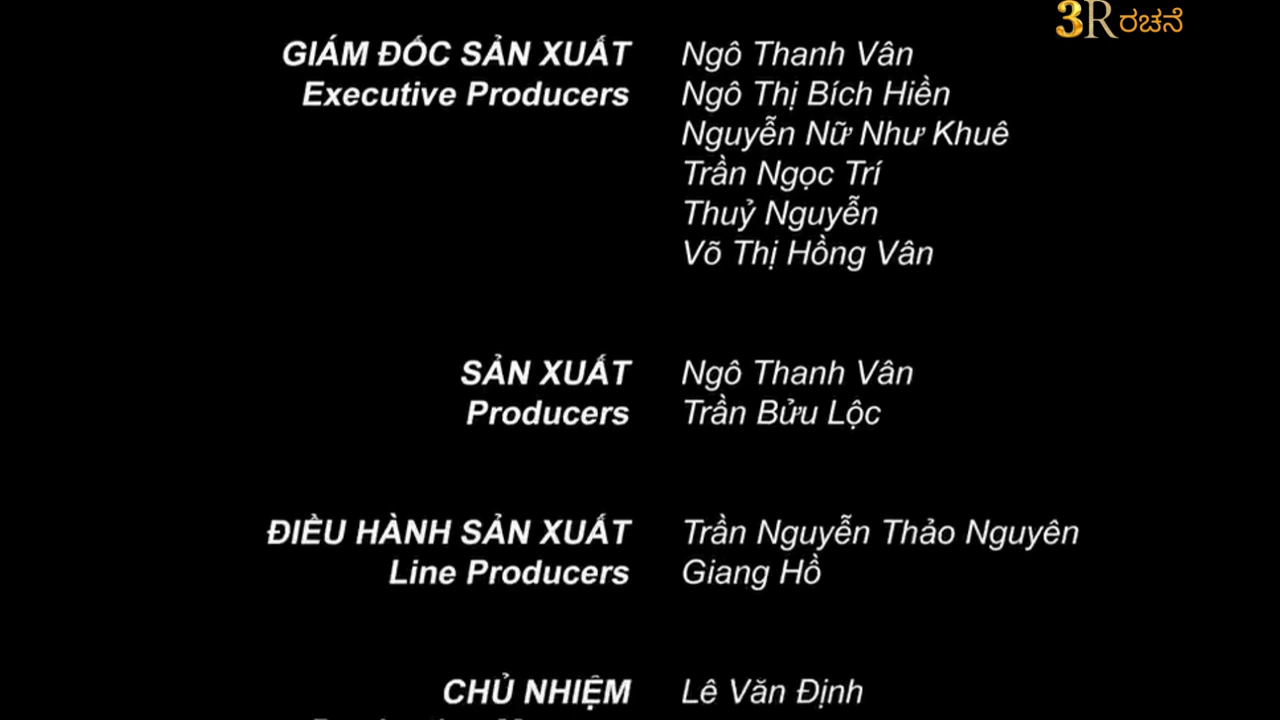 3R ರಚನೆ
GIÁM ĐỐC SẢN XUẤT Ngô Thanh Vân
Executive Producers Ngô Thị Bích Hiền
Nguyễn Nữ Như Khuê
Trần Ngọc Trí
Thuỷ Nguyễn
Võ Thị Hồng Vân
SẢN XUẤT Ngô Thanh Vân
Producers Trần Bửu Lộc
ĐIỀU HÀNH SẢN XUẤT Trần Nguyễn Thảo Nguyên
Line Producers Giang Hồ
CHỦ NHIỆM Lê Văn Định